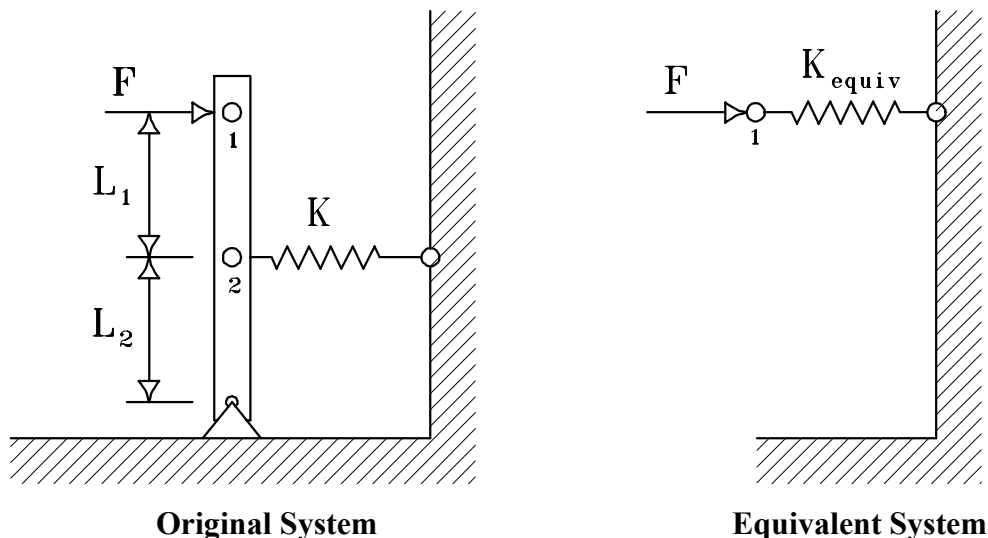 F
1
L1
K
2
L2
Original System
F
Kequiv
1
Equivalent System